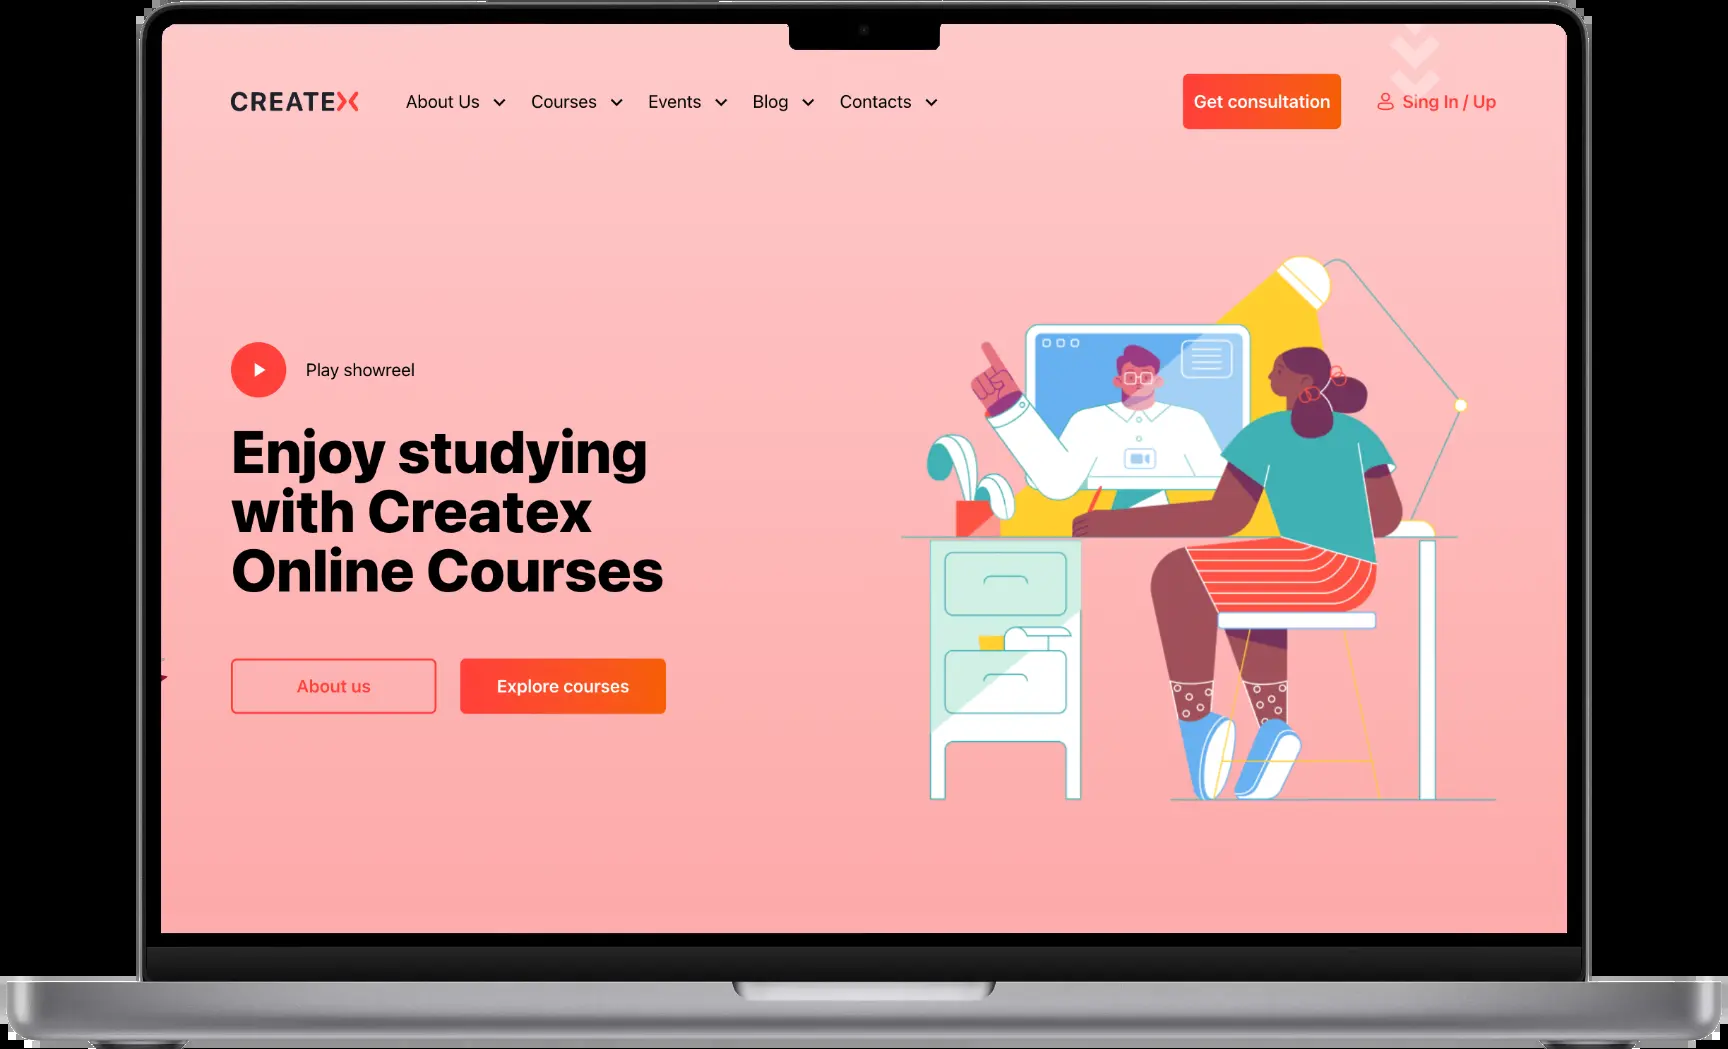 CREATEX
About Us
Courses
Events
Blog
Contacts
Get consultation
Sing In / Up
Play showreel
Enjoy studying
with Createx
Online Courses
About us
Explore courses